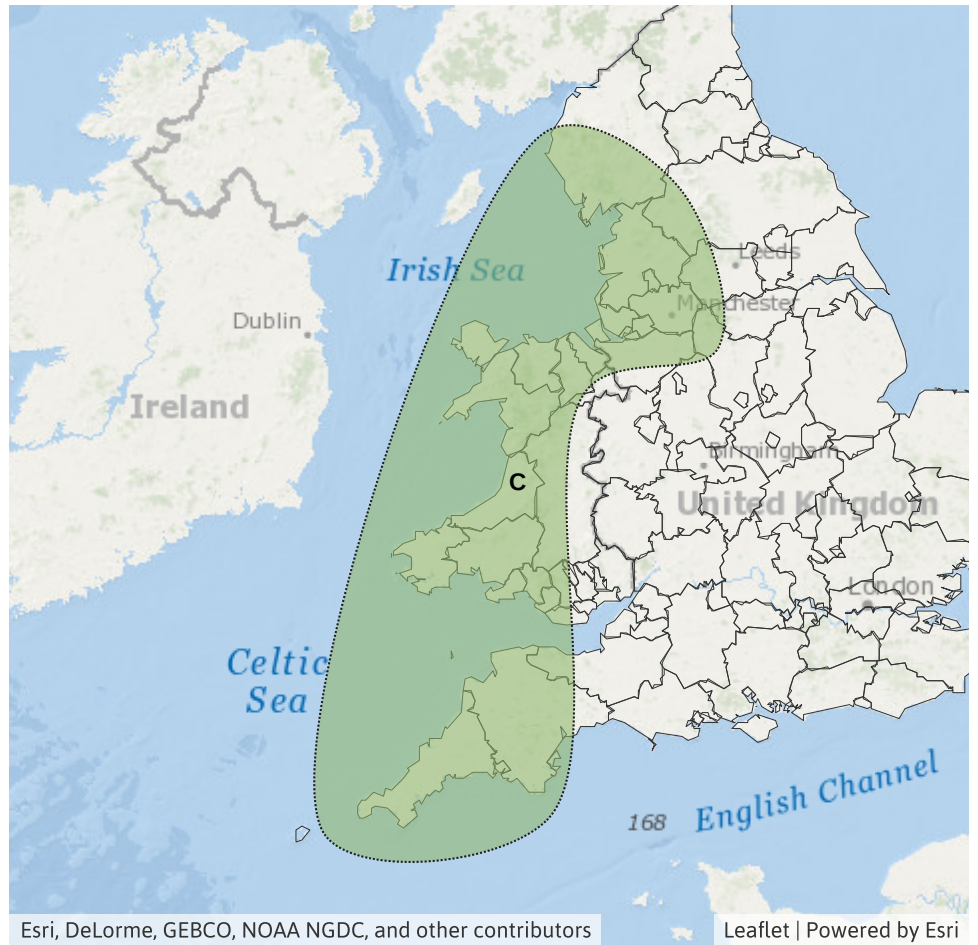 Leeds
Irish Sea
Manchester
Dublin
Ireland
Birmingham
C
United Kingdom
London
Celtic
Sea
English Channel
168
Esri, DeLorme, GEBCO, NOAA NGDC, and other contributors
Leaflet | Powered by Esri